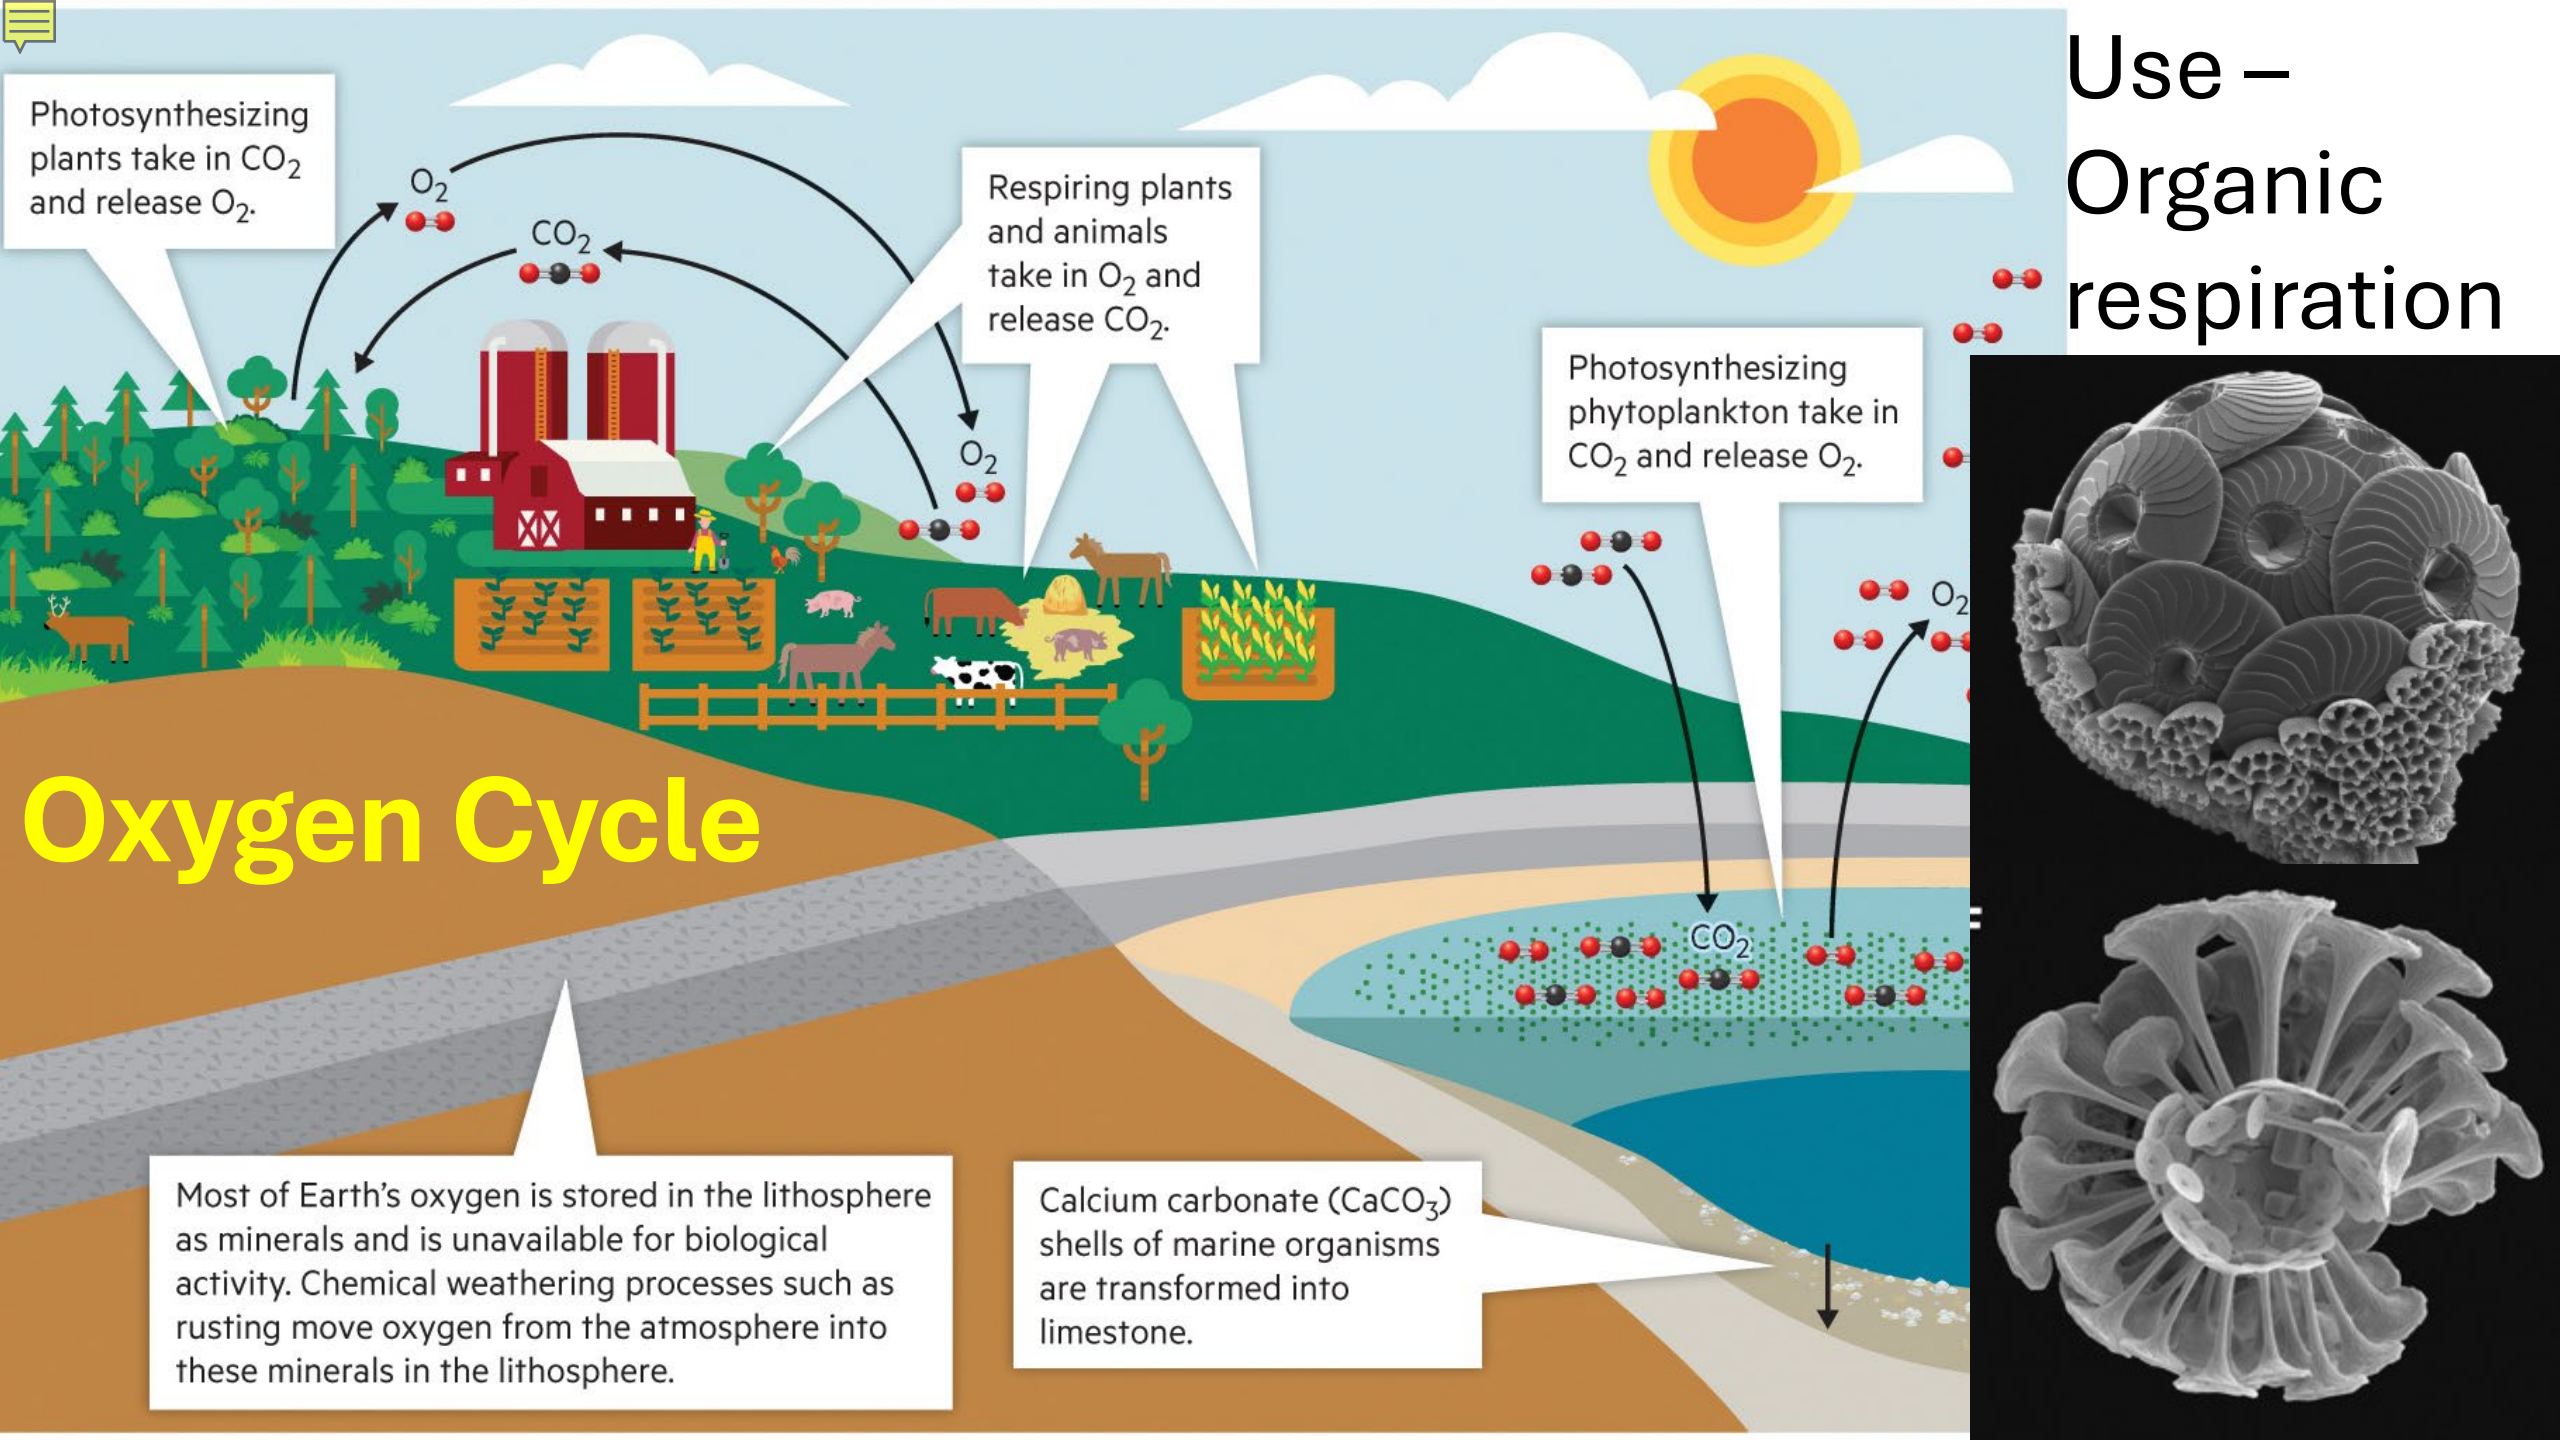 Use –
Organic
respiration
Photosynthesizing
plants take in CO₂
and release O₂.
O₂
CO₂
Respiring plants
and animals
take in O₂ and
release CO₂.
O₂
Photosynthesizing
phytoplankton take in
CO₂ and release O₂.
O₂
Oxygen Cycle
CO₂
Most of Earth’s oxygen is stored in the lithosphere
as minerals and is unavailable for biological
activity. Chemical weathering processes such as
rusting move oxygen from the atmosphere into
these minerals in the lithosphere.
Calcium carbonate (CaCO₃)
shells of marine organisms
are transformed into
limestone.